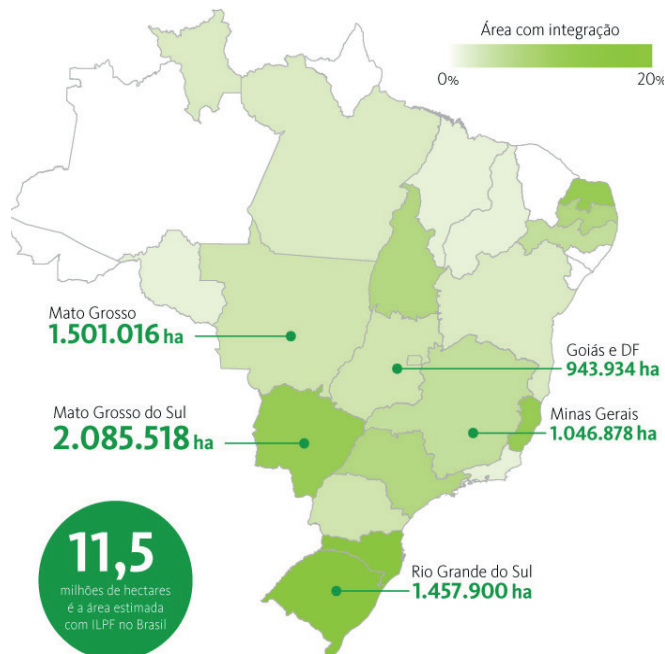 Área com integração
0%
20%
Mato Grosso
1.501.016 ha
Goiás e DF
943.934 ha
Mato Grosso do Sul
2.085.518 ha
Minas Gerais
1.046.878 ha
11,5
milhões de hectares
é a área estimada
com ILPF no Brasil
Rio Grande do Sul
1.457.900 ha